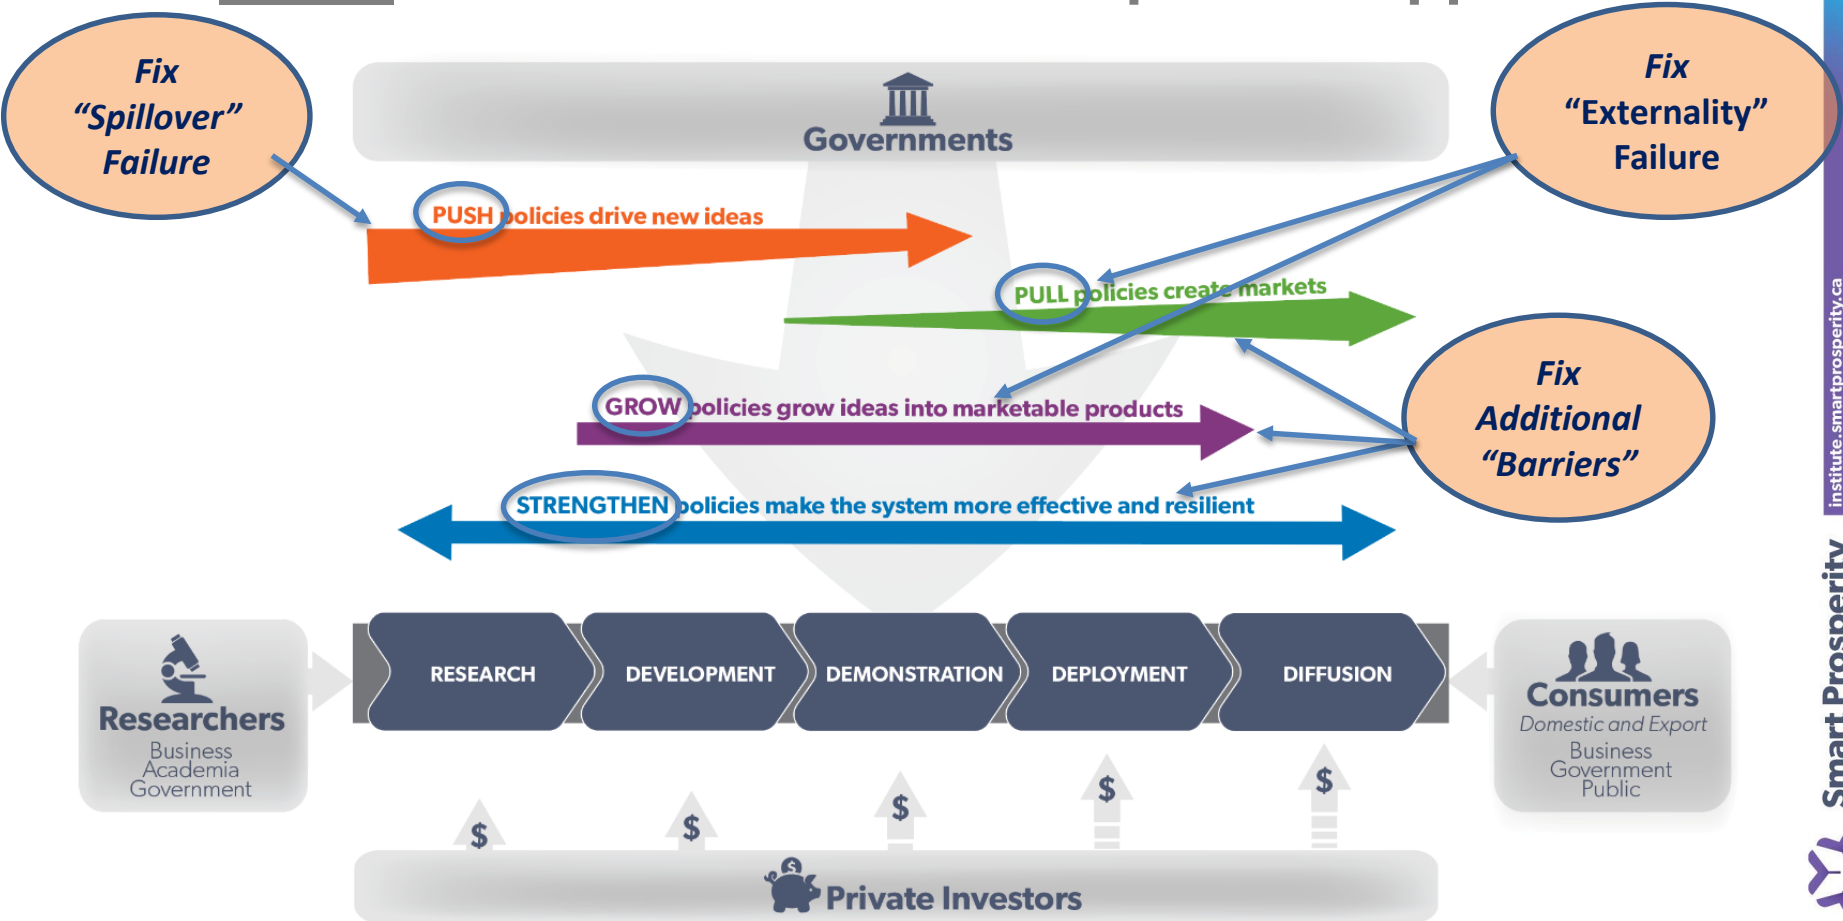 Fix
“Spillover”
Failure
Fix
“Externality”
Failure
Governments
PUSH policies drive new ideas
PULL policies create markets
Fix
Additional
“Barriers”
GROW policies grow ideas into marketable products
STRENGTHEN policies make the system more effective and resilient
RESEARCH
DEVELOPMENT
DEMONSTRATION
DEPLOYMENT
DIFFUSION
Researchers
Business
Academia
Government
Consumers
Domestic and Export
Business
Government
Public
$
$
$
$
$
$
Private Investors
institute.smartprosperity.ca
Smart Prosperity